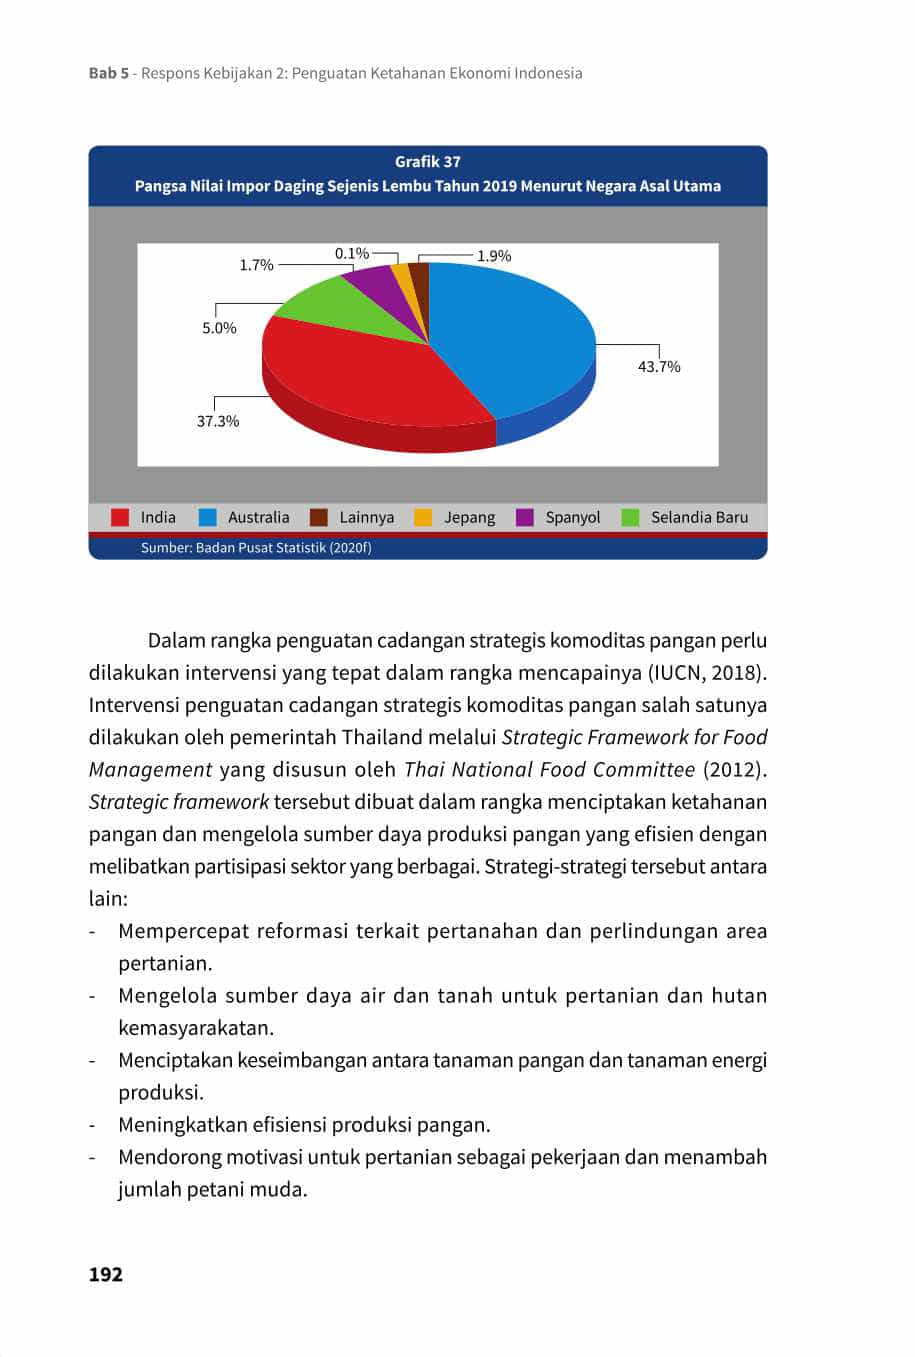 Bab 5 - Respons Kebijakan 2: Penguatan Ketahanan Ekonomi Indonesia
Grafik 37
Pangsa Nilai Impor Daging Sejenis Lembu Tahun 2019 Menurut Negara Asal Utama
0.1%
1.9%
1.7%
5.0%
43.7%
37.3%
India Australia Lainnya Jepang Spanyol Selandia Baru
Sumber: Badan Pusat Statistik (2020f)
Dalam rangka penguatan cadangan strategis komoditas pangan perlu
dilakukan intervensi yang tepat dalam rangka mencapainya (IUCN, 2018).
Intervensi penguatan cadangan strategis komoditas pangan salah satunya
dilakukan oleh pemerintah Thailand melalui Strategic Framework for Food
Management yang disusun oleh Thai National Food Committee (2012).
Strategic framework tersebut dibuat dalam rangka menciptakan ketahanan
pangan dan mengelola sumber daya produksi pangan yang efisien dengan
melibatkan partisipasi sektor yang berbagai. Strategi-strategi tersebut antara
lain:
- Mempercepat reformasi terkait pertanahan dan perlindungan area
pertanian.
- Mengelola sumber daya air dan tanah untuk pertanian dan hutan
kemasyarakatan.
- Menciptakan keseimbangan antara tanaman pangan dan tanaman energi
produksi.
- Meningkatkan efisiensi produksi pangan.
- Mendorong motivasi untuk pertanian sebagai pekerjaan dan menambah
jumlah petani muda.
192